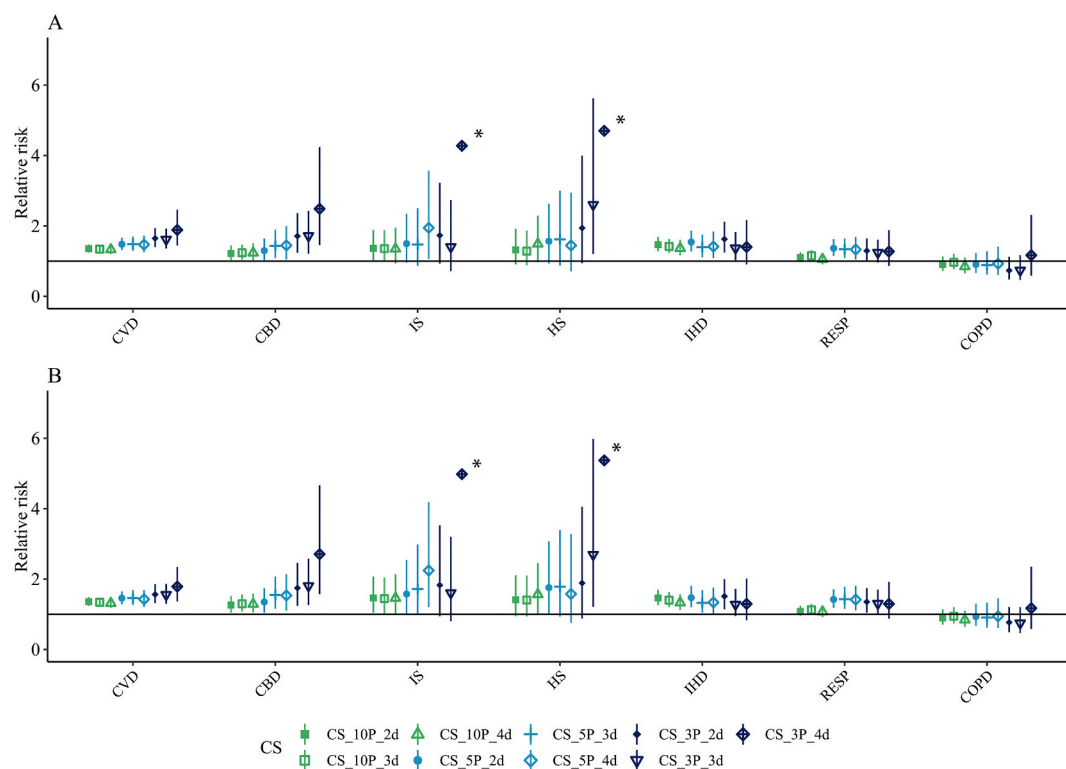 A
Relative risk
6
4
2
0
*
*
CVD
CBD
IS
HS
IHD
RESP
COPD
B
Relative risk
6
4
2
0
*
*
CVD
CBD
IS
HS
IHD
RESP
COPD
CS
CS_10P_2d CS_10P_4d CS_5P_3d CS_3P_2d CS_3P_4d
CS_10P_3d CS_5P_2d CS_5P_4d CS_3P_3d